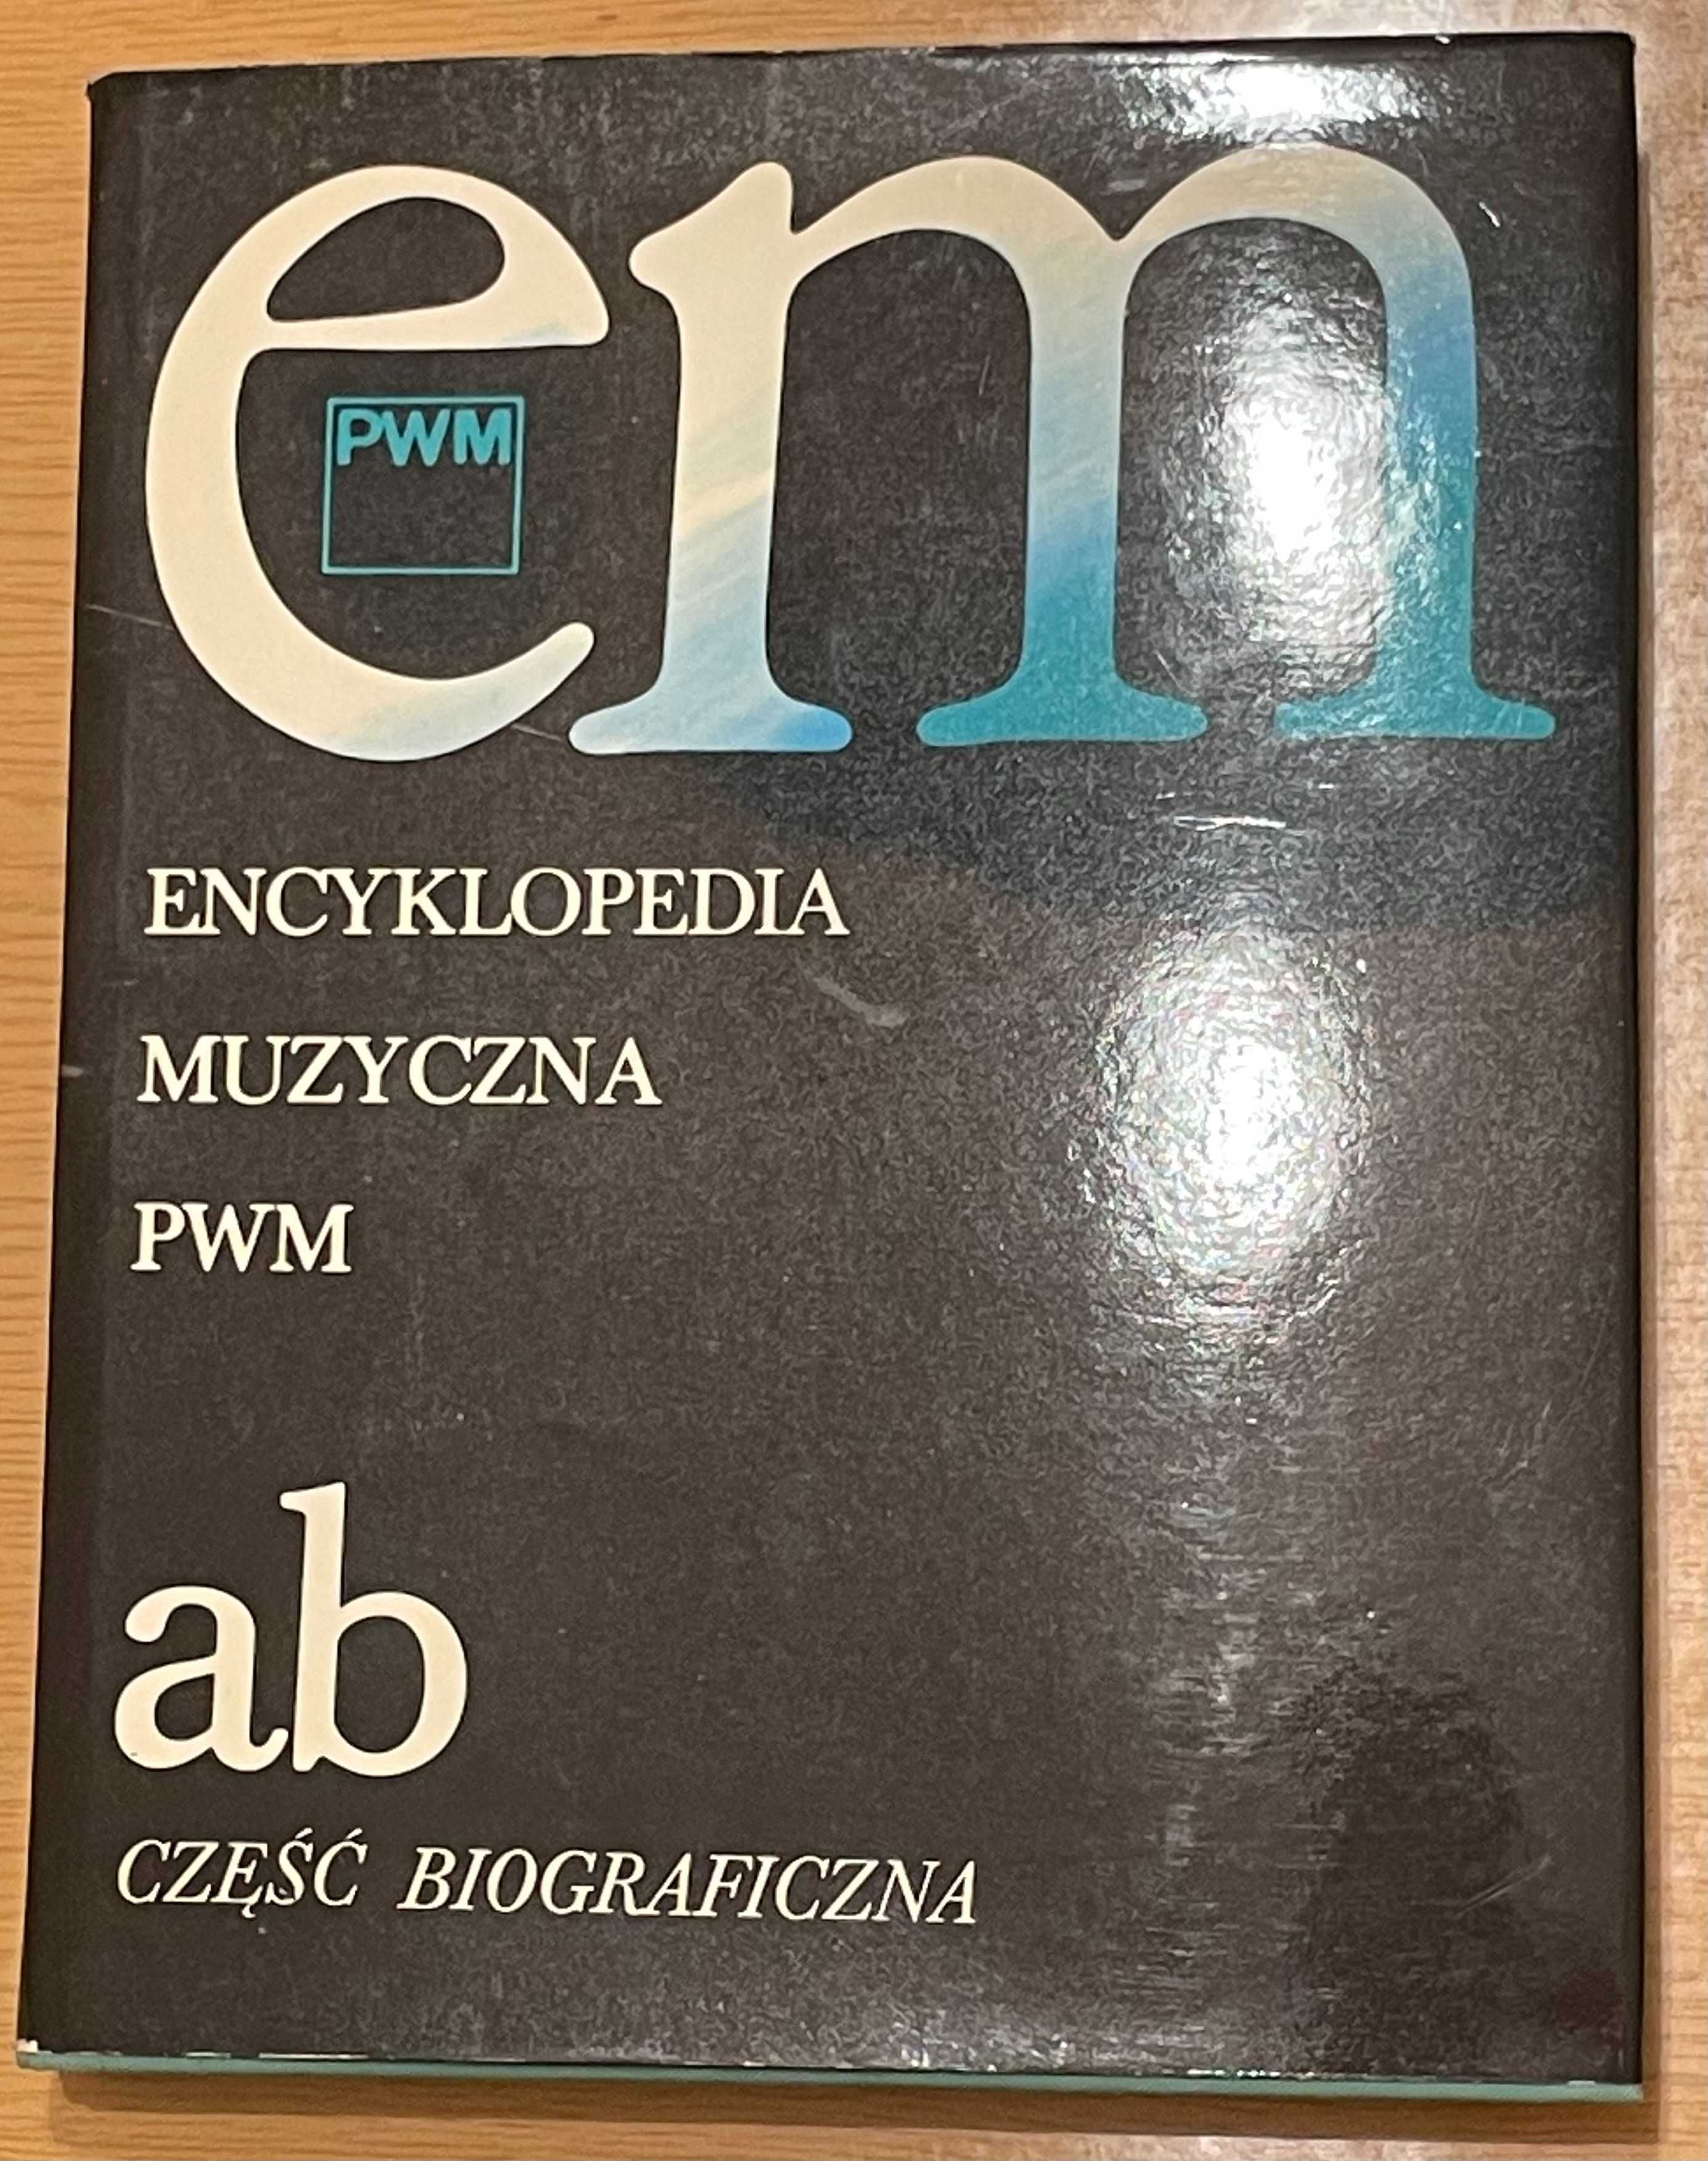 em
PWM
ENCYKLOPEDIA
MUZYCZNA
PWM
ab
CZĘŚĆ BIOGRAFICZNA